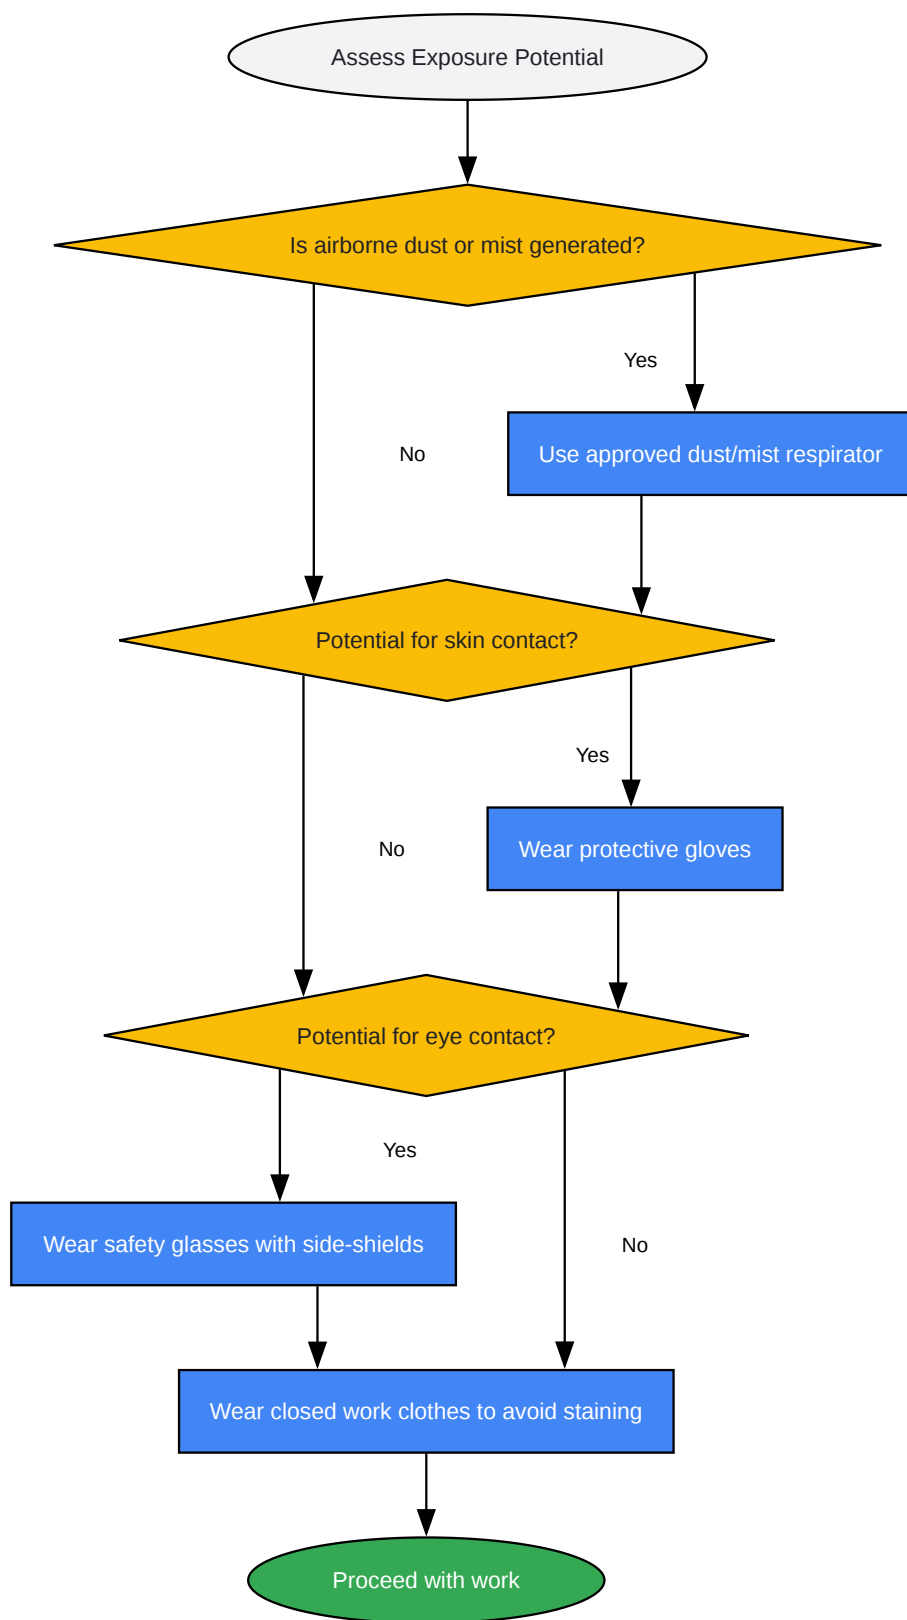 Assess Exposure Potential
Is airborne dust or mist generated?
Yes
Use approved dust/mist respirator
No
Potential for skin contact?
Yes
Wear protective gloves
No
Potential for eye contact?
Yes
Wear safety glasses with side-shields
No
Wear closed work clothes to avoid staining
Proceed with work